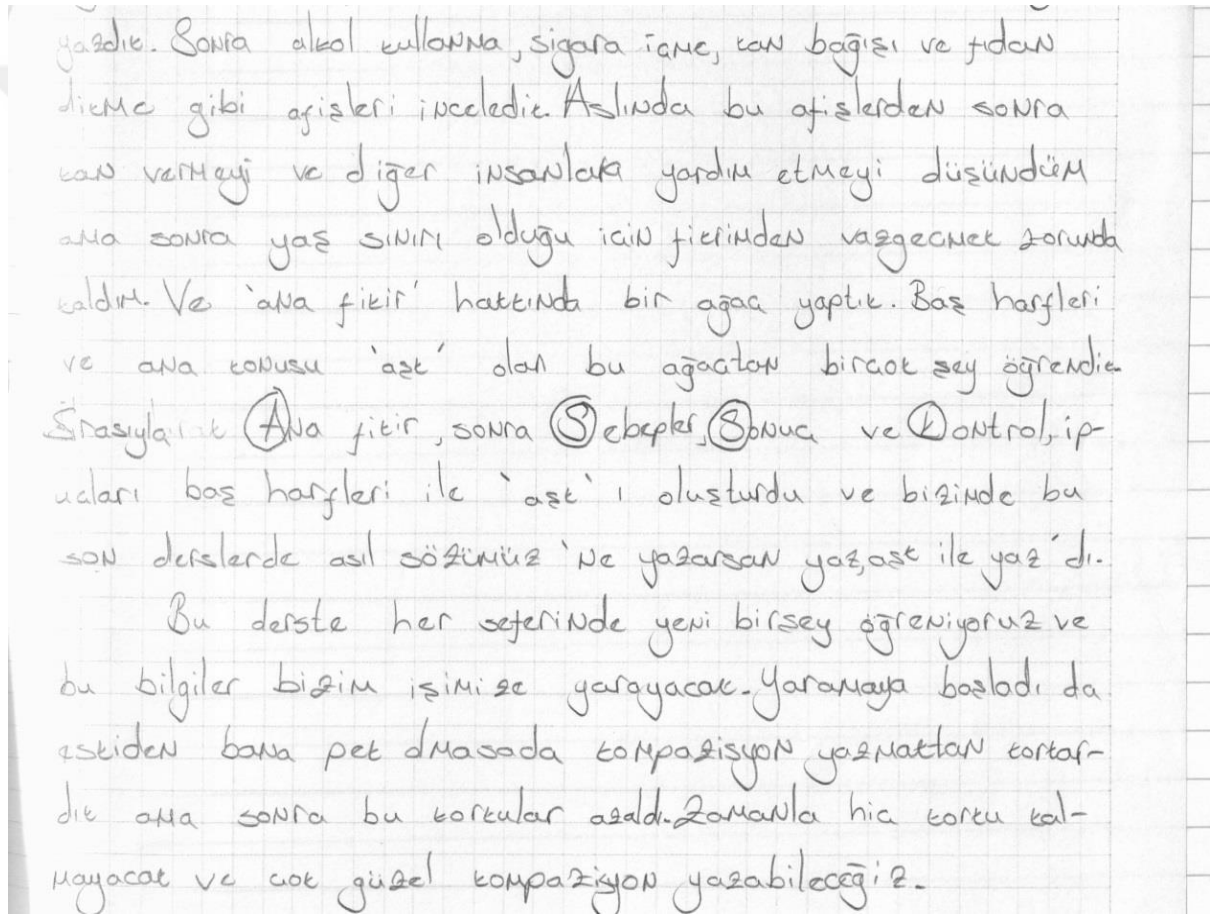 yazdık. Sonra alkol kullanma, sigara içme, kan bağışı ve fidan
dikme gibi afişleri inceledik. Aslında bu afişlerden sonra
kan vermeyi ve diğer insanlara yardım etmeyi düşündüm
ama sonra yaş sınırı olduğu için fikrimden vazgeçmek zorunda
kaldım. Ve 'ana fikir' hakkında bir ağaç yaptık. Baş harfleri
ve ana konusu 'aşk' olan bu ağaçtan birçok şey öğrendik.
Sırasıyla Ana fikir, sonra Sebepler, Sonuç ve Kontrol, ip-
uçları baş harfleri ile 'aşk' ı oluşturdu ve bizimde bu
son derslerde asıl sözümüz 'Ne yazarsan yaz, aşk ile yaz' dı.
Bu derste her seferinde yeni birşey öğreniyoruz ve
bu bilgiler bizim işimize yarayacak. Yaramaya başladı da
eskiden bana pek olmasada kompozisyon yazmaktan korkar-
dık ama sonra bu korkular azaldı. Zamanla hiç korku kal-
mayacak ve çok güzel kompozisyon yazabileceğiz.